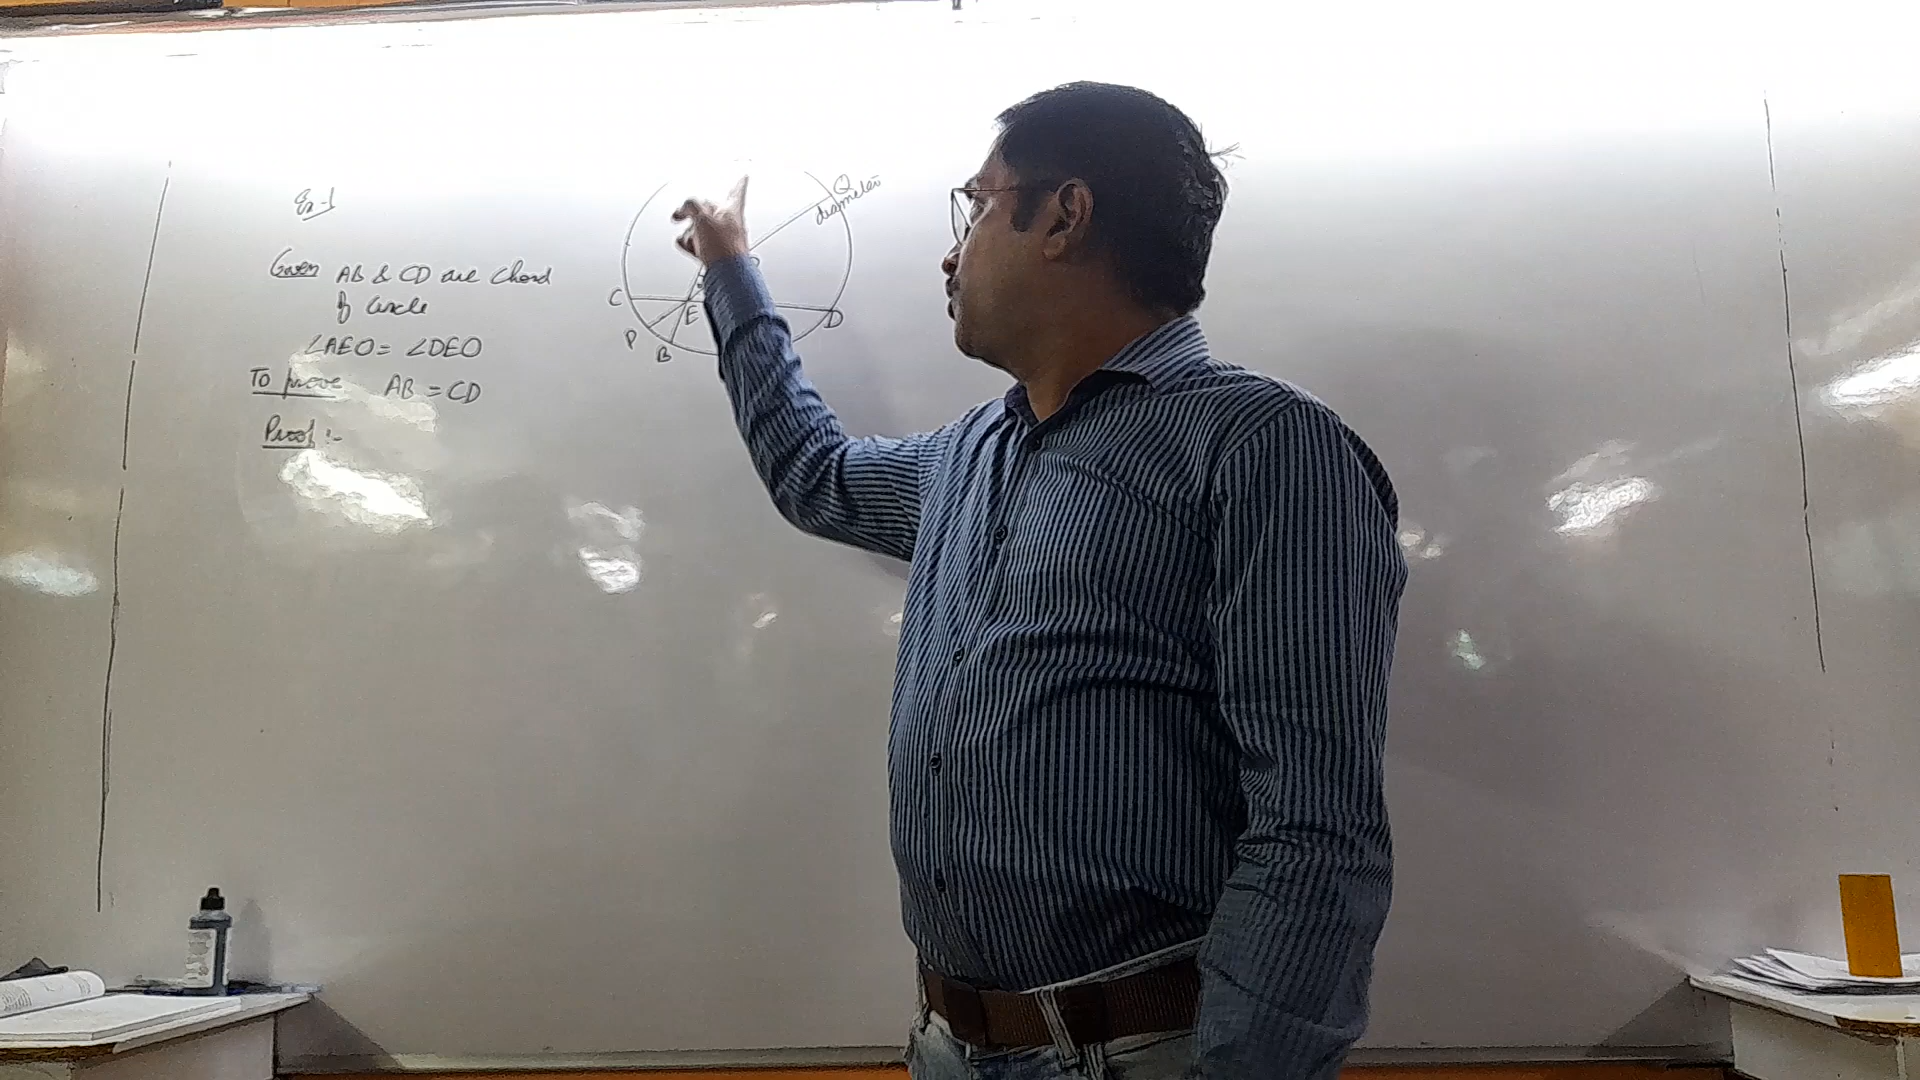 Ex-1
Given AB & CD are Chord
of Circle
∠AEO = ∠DEO
To prove AB = CD
Proof :-
Q
diameter
C
E
D
P
B